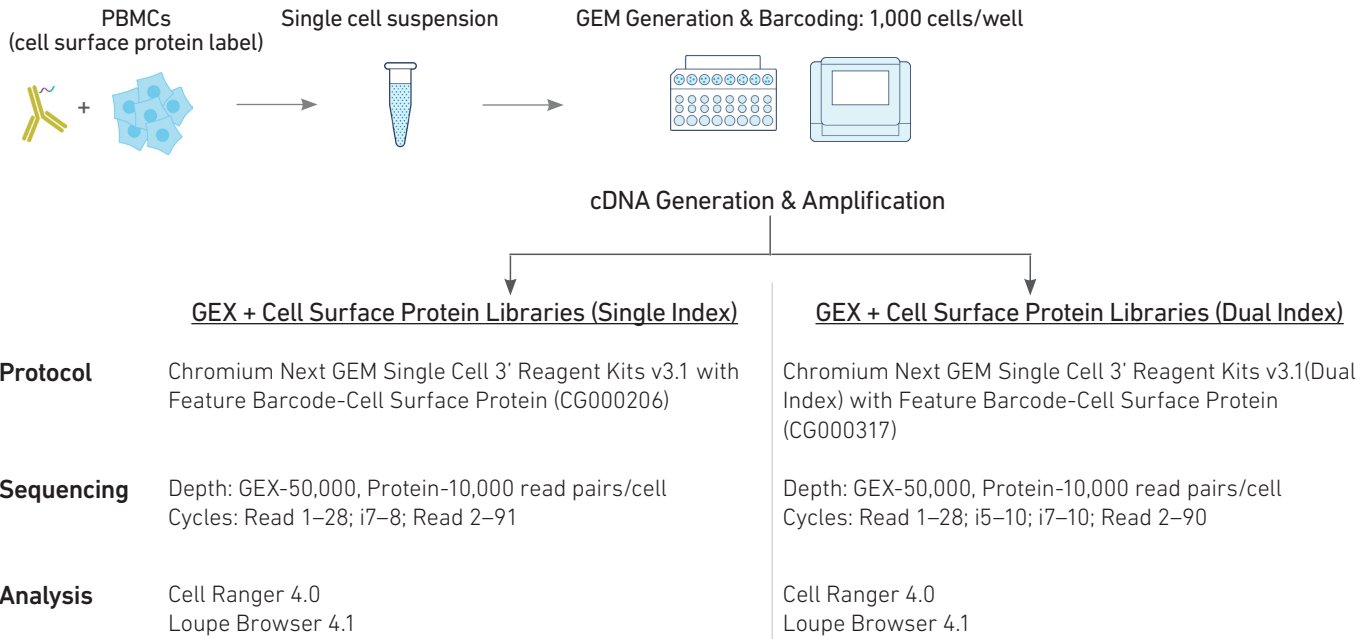 PBMCs
(cell surface protein label)
Single cell suspension
GEM Generation & Barcoding: 1,000 cells/well
+
cDNA Generation & Amplification
GEX + Cell Surface Protein Libraries (Single Index)
GEX + Cell Surface Protein Libraries (Dual Index)
Protocol
Chromium Next GEM Single Cell 3’ Reagent Kits v3.1 with
Feature Barcode-Cell Surface Protein (CG000206)
Chromium Next GEM Single Cell 3’ Reagent Kits v3.1(Dual
Index) with Feature Barcode-Cell Surface Protein
(CG000317)
Sequencing
Depth: GEX-50,000, Protein-10,000 read pairs/cell
Cycles: Read 1–28; i7–8; Read 2–91
Depth: GEX-50,000, Protein-10,000 read pairs/cell
Cycles: Read 1–28; i5–10; i7–10; Read 2–90
Analysis
Cell Ranger 4.0
Loupe Browser 4.1
Cell Ranger 4.0
Loupe Browser 4.1